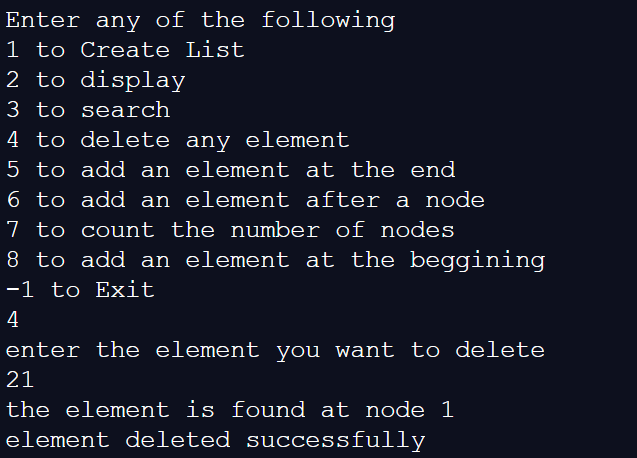 Enter any of the following
1 to Create List
2 to display
3 to search
4 to delete any element
5 to add an element at the end
6 to add an element after a node
7 to count the number of nodes
8 to add an element at the beggining
-1 to Exit
4
enter the element you want to delete
21
the element is found at node 1
element deleted successfully